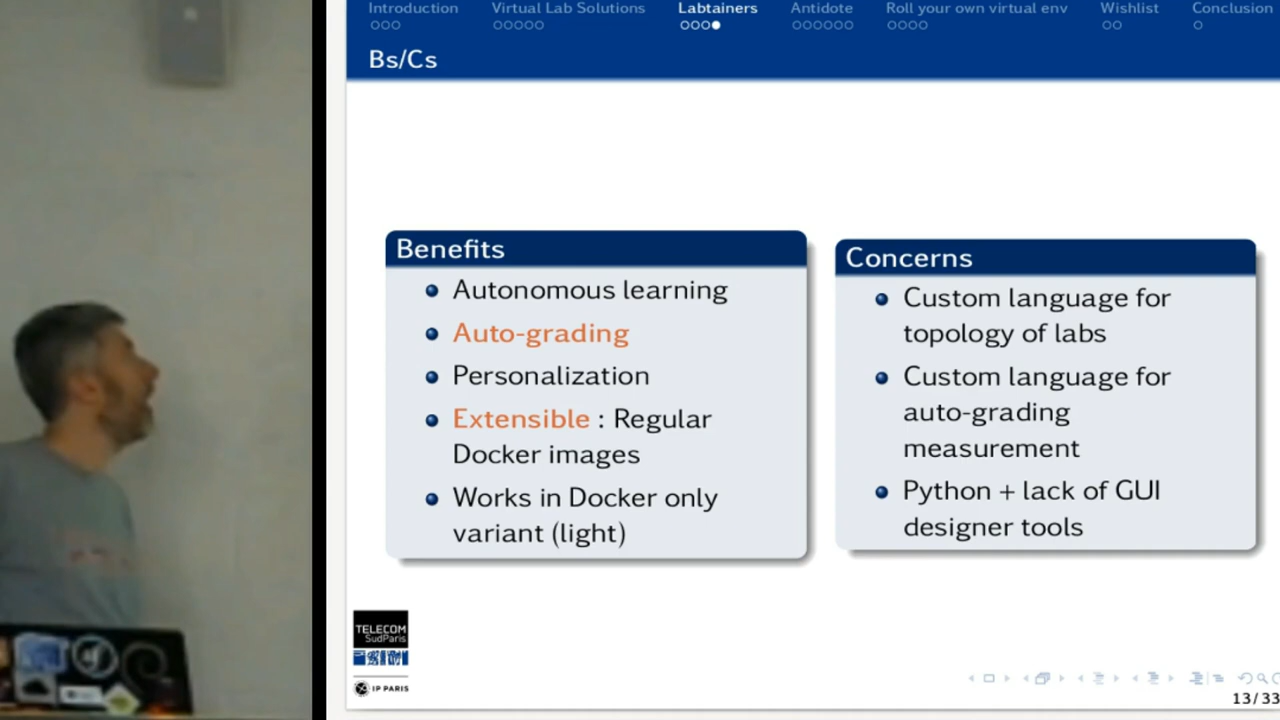 Introduction Virtual Lab Solutions Labtainers Antidote Roll your own virtual env Wishlist Conclusion
Bs/Cs
Benefits
Autonomous learning
Auto-grading
Personalization
Extensible : Regular
Docker images
Works in Docker only
variant (light)
Concerns
Custom language for
topology of labs
Custom language for
auto-grading
measurement
Python + lack of GUI
designer tools
TELECOM
SudParis
IP PARIS
13/33